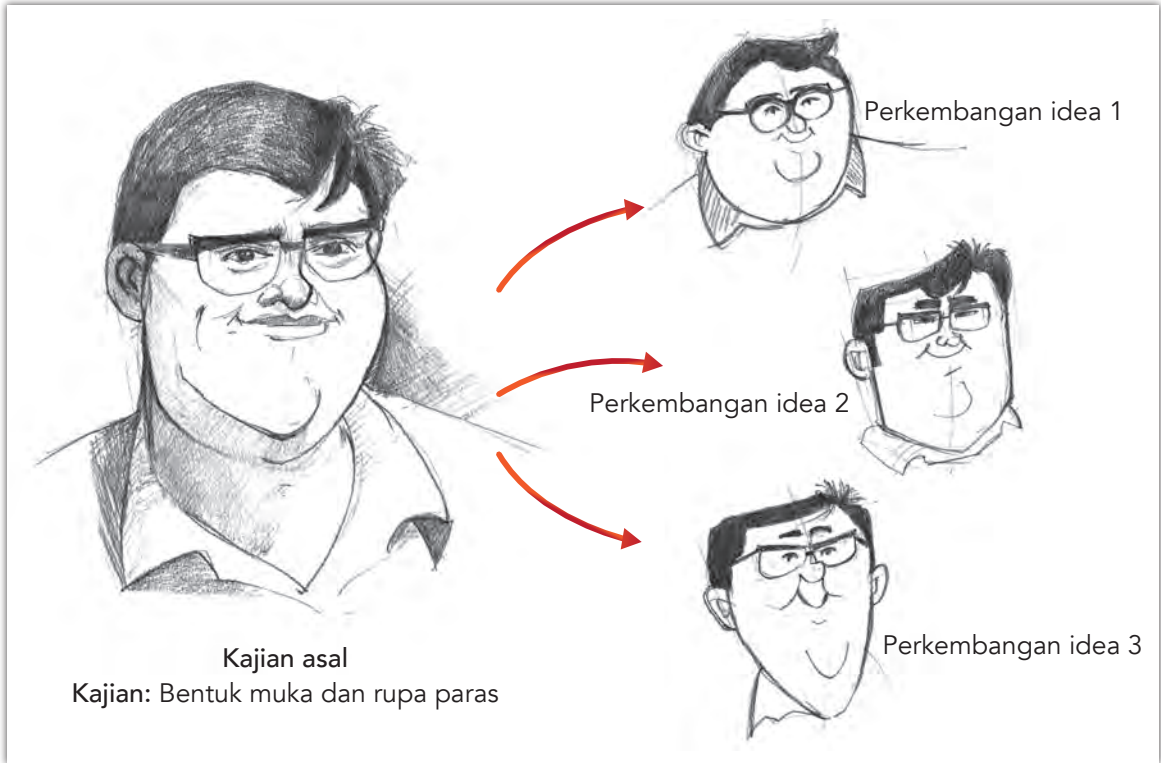 Perkembangan idea 1
Perkembangan idea 2
Perkembangan idea 3
Kajian asal
Kajian: Bentuk muka dan rupa paras